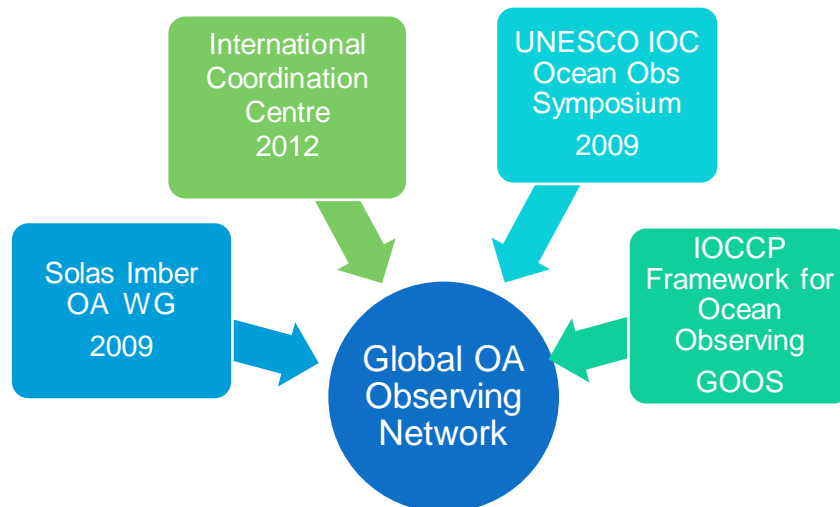 International
Coordination
Centre
2012
UNESCO IOC
Ocean Obs
Symposium
2009
Solas Imber
OA WG
2009
IOCCP
Framework for
Ocean
Observing
GOOS
Global OA
Observing
Network